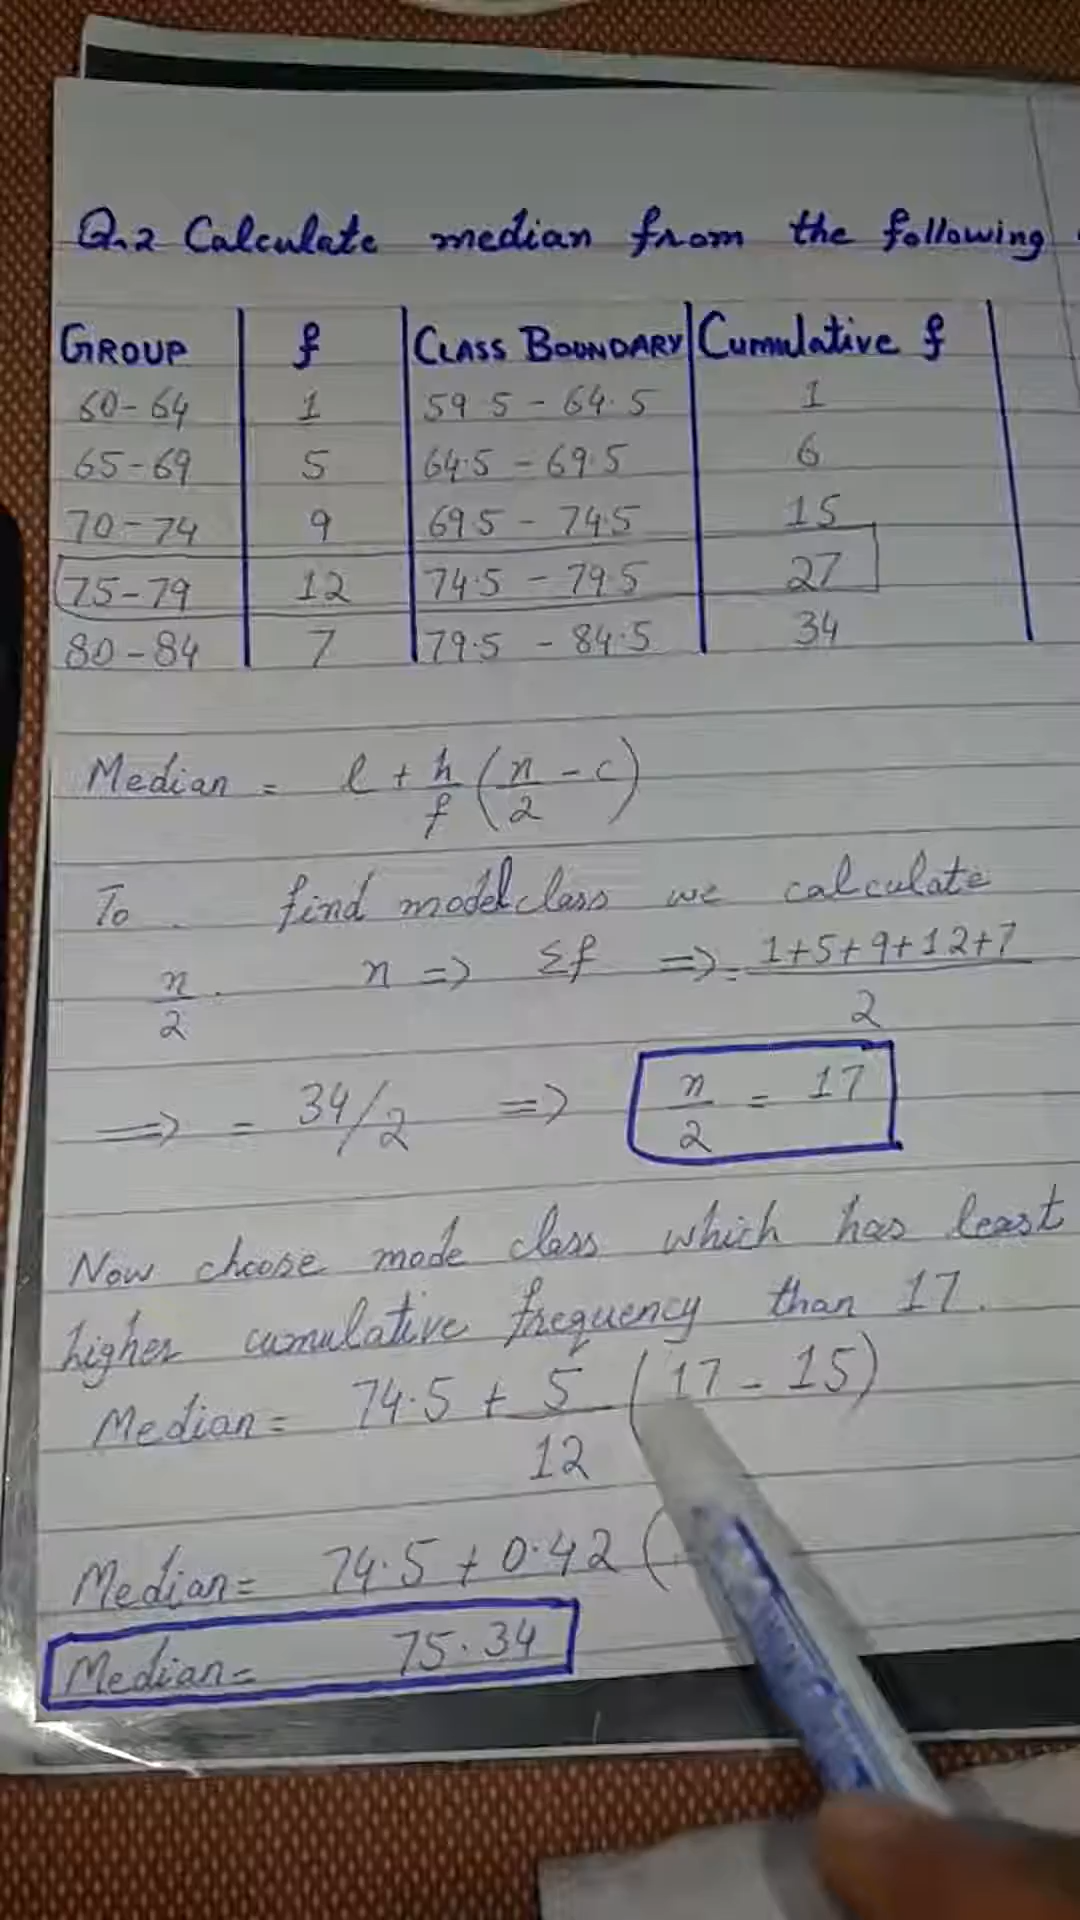 Q.2 Calculate median from the following
GROUP f CLASS BOUNDARY Cumulative f
60-64 1 59.5 - 64.5 1
65-69 5 64.5 - 69.5 6
70-74 9 69.5 - 74.5 15
75-79 12 74.5 - 79.5 27
80-84 7 79.5 - 84.5 34
Median = l + h/f (n/2 - c)
To find model class we calculate
n/2 n => Σf => 1+5+9+12+7 / 2
=> = 34/2 => n/2 = 17
Now choose mode class which has least
higher cumulative frequency than 17.
Median = 74.5 + 5/12 (17 - 15)
Median = 74.5 + 0.42 (
Median = 75.34